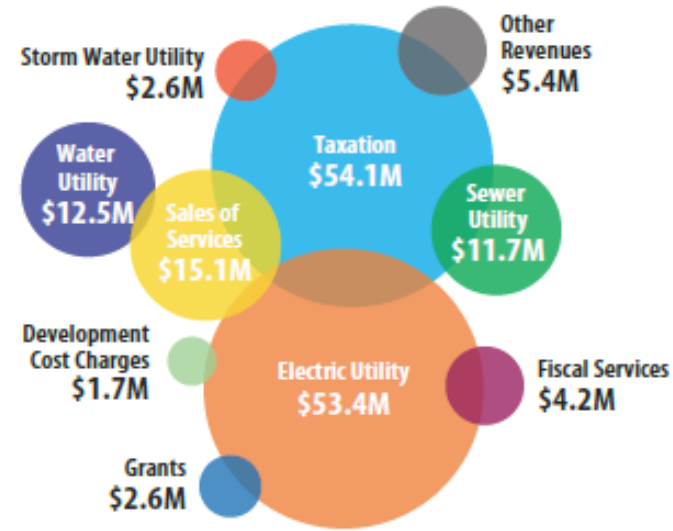 Other
Revenues
$5.4M
Storm Water Utility
$2.6M
Taxation
$54.1M
Water
Utility
$12.5M
Sales of
Services
$15.1M
Sewer
Utility
$11.7M
Development
Cost Charges
$1.7M
Electric Utility
$53.4M
Fiscal Services
$4.2M
Grants
$2.6M